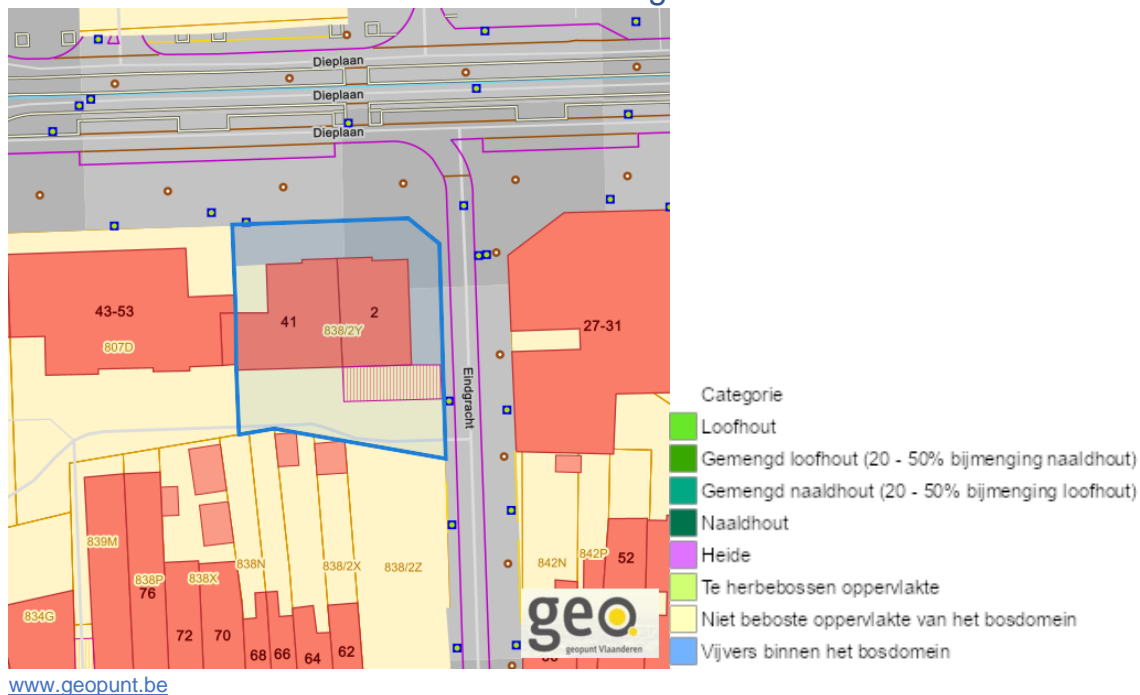 Dieplaan
Dieplaan
Dieplaan
43-53
807D
41
2
838/2Y
27-31
Eindgracht
839M
838P
76
838X
838N
838/2X
838/2Z
842N
842P
52
834G
72
70
68
66
64
62
geo.
geopunt Vlaanderen
Categorie
Loofhout
Gemengd loofhout (20 - 50% bijmenging naaldhout)
Gemengd naaldhout (20 - 50% bijmenging loofhout)
Naaldhout
Heide
Te herbebossen oppervlakte
Niet beboste oppervlakte van het bosdomein
Vijvers binnen het bosdomein
www.geopunt.be